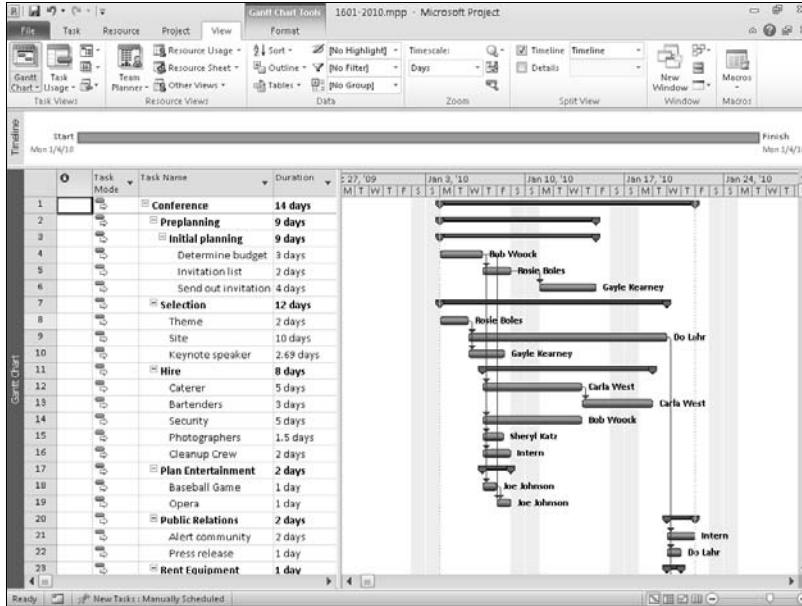 Gantt Chart Tools 1601-2010.mpp - Microsoft Project
File Task Resource Project View Format
Gantt Chart Task Usage
Task Views
Team Planner Resource Usage Resource Sheet Other Views
Resource Views
Sort Outline Tables [No Highlight] [No Filter] [No Group]
Data
Timescale: Days
Zoom
Timeline Timeline
Details
Split View
New Window
Window
Macros
Macros
Timeline
Start Finish
Mon 1/4/10 Mon 1/4/1
Task Mode Task Name Duration : 27, '09 Jan 3, '10 Jan 10, '10 Jan 17, '10 Jan 24, '10
M T W T F S S M T W T F S S M T W T F S S M T W T F S S M T W T
Gantt Chart
1 Conference 14 days
2 Preplanning 9 days
3 Initial planning 9 days
4 Determine budget 3 days Bob Woock
5 Invitation list 2 days Rosie Boles
6 Send out invitation 4 days Gayle Kearney
7 Selection 12 days
8 Theme 2 days Rosie Boles
9 Site 10 days Do Lahr
10 Keynote speaker 2.69 days Gayle Kearney
11 Hire 8 days
12 Caterer 5 days Carla West
13 Bartenders 3 days Carla West
14 Security 5 days Bob Woock
15 Photographers 1.5 days Sheryl Katz
16 Cleanup Crew 2 days Intern
17 Plan Entertainment 2 days
18 Baseball Game 1 day Joe Johnson
19 Opera 1 day Joe Johnson
20 Public Relations 2 days
21 Alert community 2 days Intern
22 Press release 1 day Do Lahr
23 Rent Equipment 1 day
Ready New Tasks : Manually Scheduled